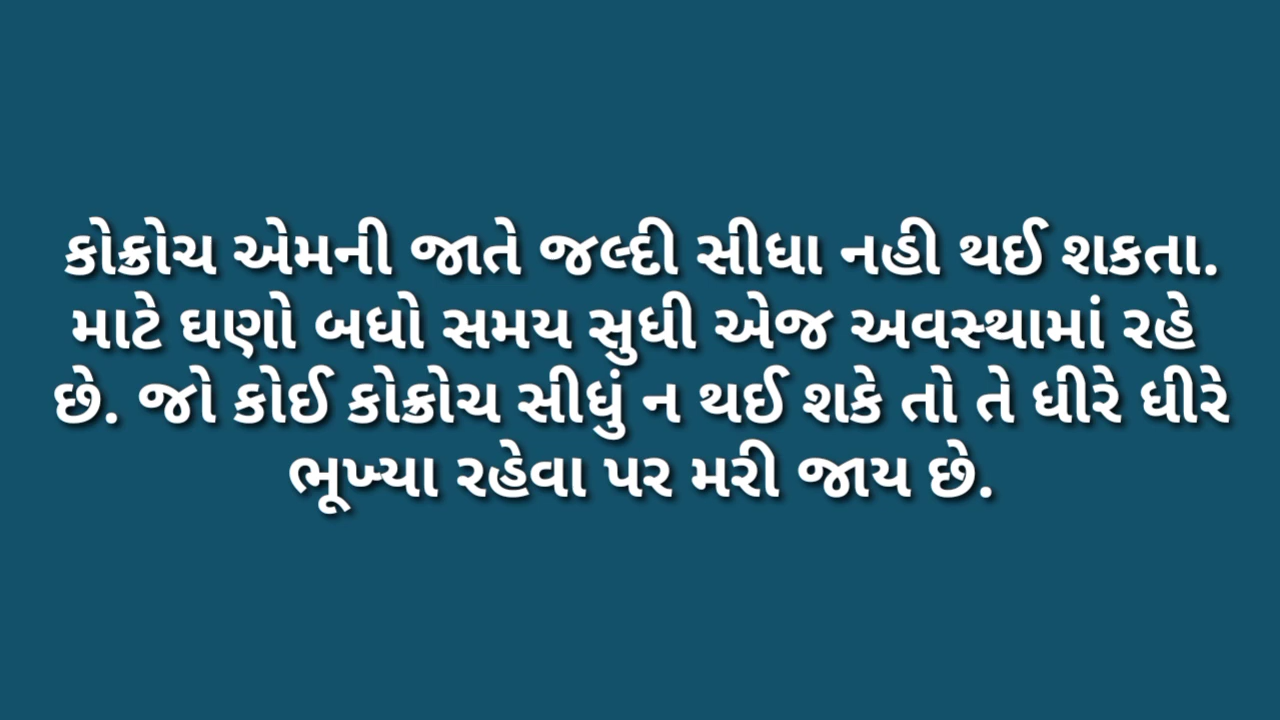 કોક્રોચ એમની જાતે જલ્દી સીધા નહી થઈ શકતા.
માટે ઘણો બધો સમય સુધી એજ અવસ્થામાં રહે
છે. જો કોઈ કોક્રોચ સીધું ન થઈ શકે તો તે ધીરે ધીરે
ભૂખ્યા રહેવા પર મરી જાય છે.